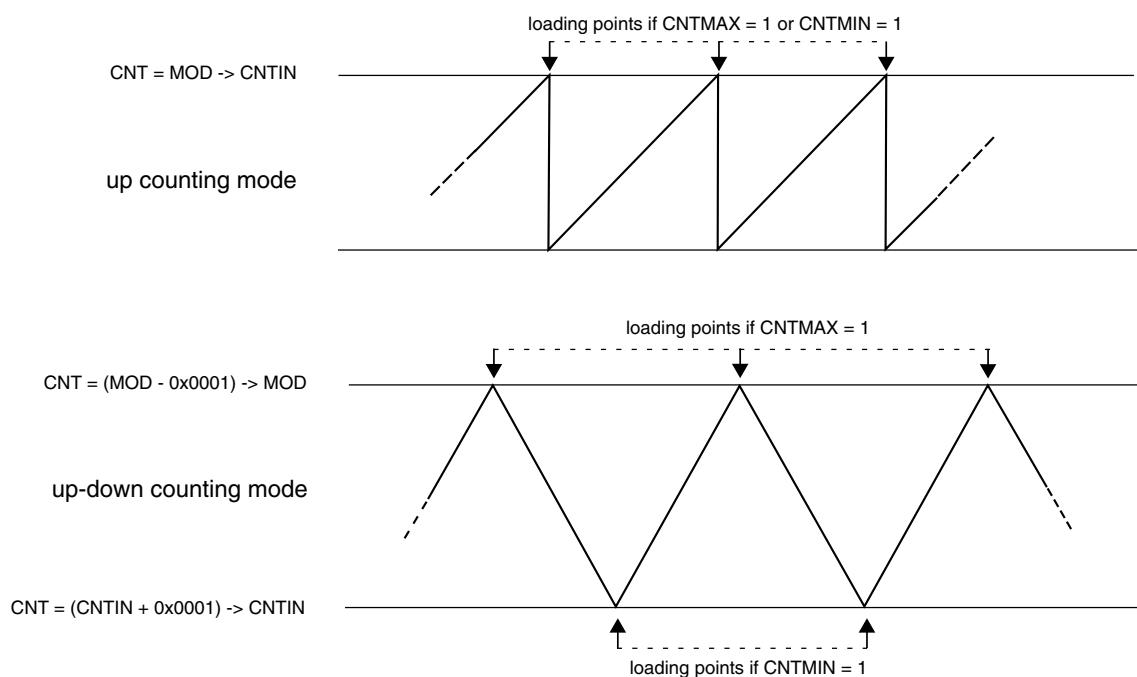 loading points if CNTMAX = 1 or CNTMIN = 1
CNT = MOD -> CNTIN
up counting mode
loading points if CNTMAX = 1
CNT = (MOD - 0x0001) -> MOD
up-down counting mode
CNT = (CNTIN + 0x0001) -> CNTIN
loading points if CNTMIN = 1